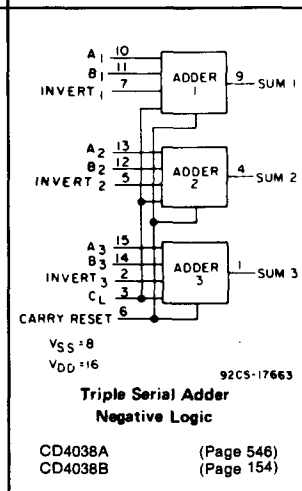 A1 10
B1 11
INVERT1 7
ADDER 1
9 SUM 1
A2 13
B2 12
INVERT 2 5
ADDER 2
4 SUM 2
A3 15
B3 14
INVERT3 2
CL 3
ADDER 3
1 SUM 3
CARRY RESET 6
VSS=8
VDD=16
92CS-17663
Triple Serial Adder
Negative Logic
CD4038A (Page 546)
CD4038B (Page 154)